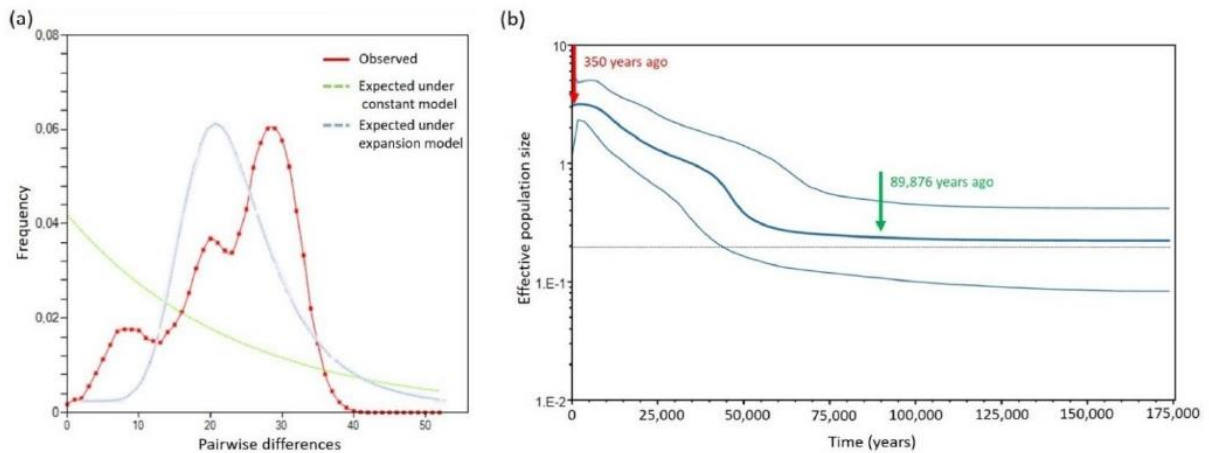 (a)
0,08
0,06
0,04
0,02
0
Frequency
0
10
20
30
40
50
Pairwise differences
Observed
Expected under
constant model
Expected under
expansion model
(b)
10
1
1.E-1
1.E-2
Effective population size
350 years ago
89,876 years ago
0
25,000
50,000
75,000
100,000
125,000
150,000
175,000
Time (years)